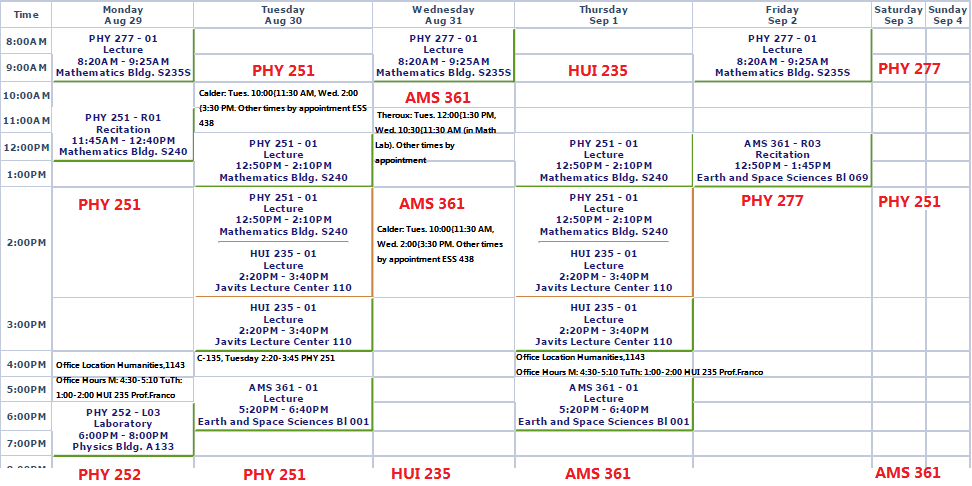 Time
Monday
Aug 29
Tuesday
Aug 30
Wednesday
Aug 31
Thursday
Sep 1
Friday
Sep 2
Saturday
Sep 3
Sunday
Sep 4
8:00AM
PHY 277 - 01
Lecture
8:20AM - 9:25AM
Mathematics Bldg. S235S
PHY 277 - 01
Lecture
8:20AM - 9:25AM
Mathematics Bldg. S235S
PHY 277 - 01
Lecture
8:20AM - 9:25AM
Mathematics Bldg. S235S
9:00AM
PHY 251
HUI 235
PHY 277
10:00AM
Calder: Tues. 10:00(11:30 AM, Wed. 2:00
(3:30 PM. Other times by appointment ESS
438
AMS 361
11:00AM
PHY 251 - R01
Recitation
11:45AM - 12:40PM
Mathematics Bldg. S240
Theroux: Tues. 12:00(1:30 PM,
Wed. 10:30(11:30 AM (in Math
Lab). Other times by
appointment
12:00PM
PHY 251 - 01
Lecture
12:50PM - 2:10PM
Mathematics Bldg. S240
PHY 251 - 01
Lecture
12:50PM - 2:10PM
Mathematics Bldg. S240
AMS 361 - R03
Recitation
12:50PM - 1:45PM
Earth and Space Sciences Bl 069
1:00PM
PHY 251
PHY 251 - 01
Lecture
12:50PM - 2:10PM
Mathematics Bldg. S240
HUI 235 - 01
Lecture
2:20PM - 3:40PM
Javits Lecture Center 110
AMS 361
Calder: Tues. 10:00(11:30 AM,
Wed. 2:00(3:30 PM. Other times
by appointment ESS 438
PHY 251 - 01
Lecture
12:50PM - 2:10PM
Mathematics Bldg. S240
HUI 235 - 01
Lecture
2:20PM - 3:40PM
Javits Lecture Center 110
PHY 277
PHY 251
2:00PM
3:00PM
HUI 235 - 01
Lecture
2:20PM - 3:40PM
Javits Lecture Center 110
HUI 235 - 01
Lecture
2:20PM - 3:40PM
Javits Lecture Center 110
4:00PM
Office Location Humanities,1143
Office Hours M: 4:30-5:10 TuTh:
1:00-2:00 HUI 235 Prof.Franco
C-135, Tuesday 2:20-3:45 PHY 251
Office Location Humanities,1143
Office Hours M: 4:30-5:10 TuTh: 1:00-2:00 HUI 235 Prof.Franco
5:00PM
AMS 361 - 01
Lecture
5:20PM - 6:40PM
Earth and Space Sciences Bl 001
AMS 361 - 01
Lecture
5:20PM - 6:40PM
Earth and Space Sciences Bl 001
6:00PM
PHY 252 - L03
Laboratory
6:00PM - 8:00PM
Physics Bldg. A133
7:00PM
PHY 252
PHY 251
HUI 235
AMS 361
AMS 361